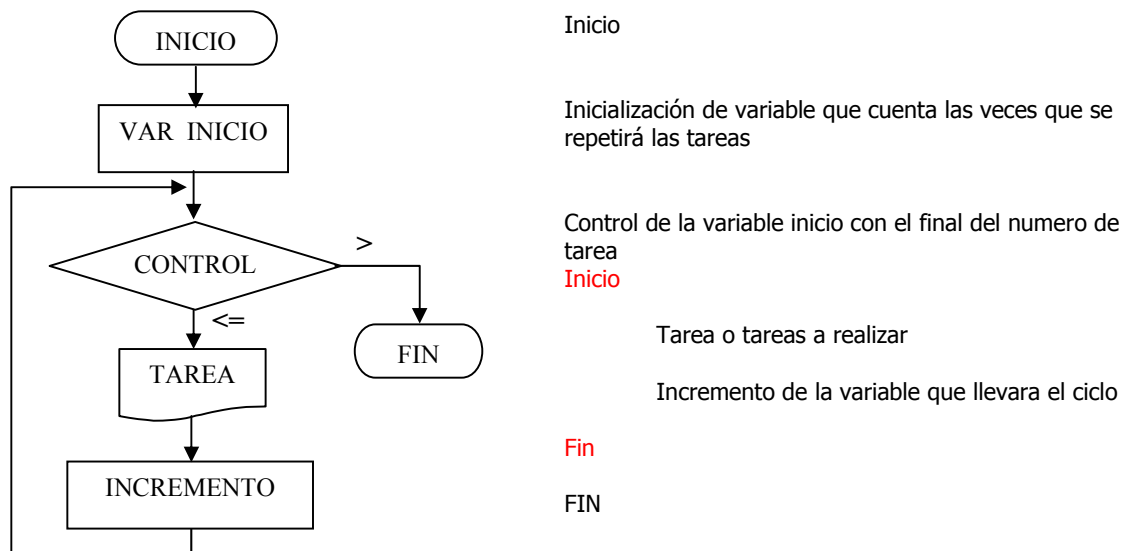 INICIO
VAR INICIO
CONTROL
>
<=
FIN
TAREA
INCREMENTO
Inicio
Inicialización de variable que cuenta las veces que se
repetirá las tareas
Control de la variable inicio con el final del numero de
tarea
Inicio
Tarea o tareas a realizar
Incremento de la variable que llevara el ciclo
Fin
FIN